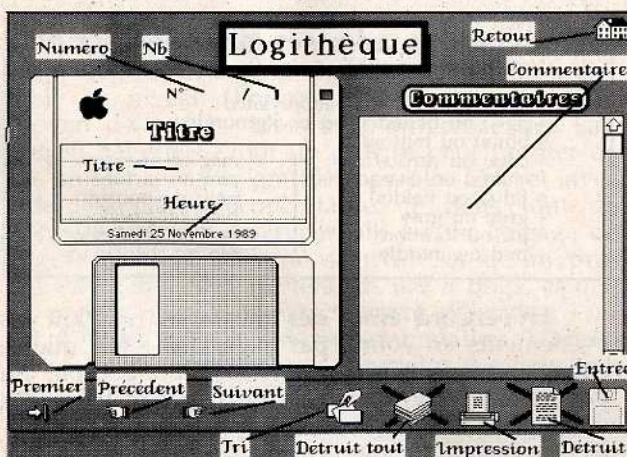 Logithèque
Retour
Numéro
Nb
Commentaire
N° /
Commentaires
Titre
Titre
Heure
Samedi 25 Novembre 1989
Entrée
Premier
Précédent
Suivant
Tri
Détruit tout
Impression
Détruit